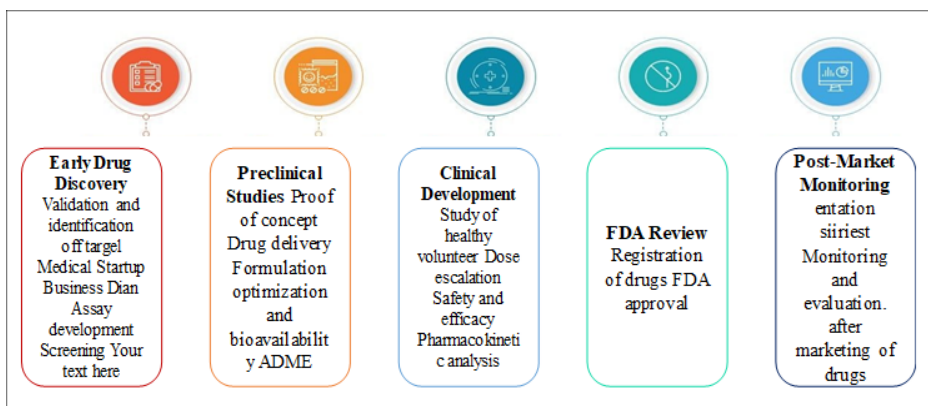 Early Drug
Discovery
Validation and
identification
off targel
Medical Startup
Business Dian
Assay
development
Screening Your
text here
Preclinical
Studies Proof
of concept
Drug delivery
Formulation
optimization
and
bioavailabilit
y ADME
Clinical
Development
Study of
healthy
volunteer Dose
escalation
Safety and
efficacy
Pharmacokineti
c analysis
FDA Review
Registration
of drugs FDA
approval
Post-Market
Monitoring
entation
siiriest
Monitoring
and
evaluation.
after
marketing of
drugs